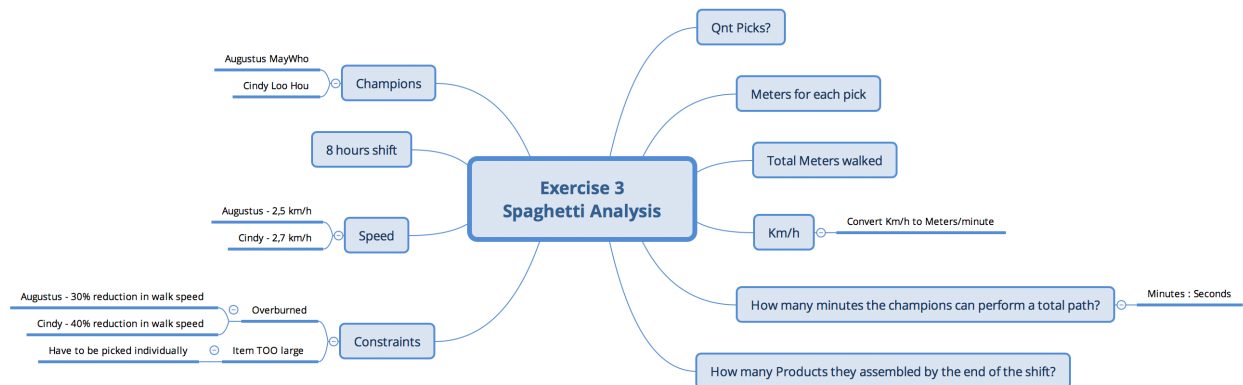 Exercise 3
Spaghetti Analysis
Champions
Augustus MayWho
Cindy Loo Hou
8 hours shift
Speed
Augustus - 2,5 km/h
Cindy - 2,7 km/h
Constraints
Overburned
Augustus - 30% reduction in walk speed
Cindy - 40% reduction in walk speed
Item TOO large
Have to be picked individually
Qnt Picks?
Meters for each pick
Total Meters walked
Km/h
Convert Km/h to Meters/minute
How many minutes the champions can perform a total path?
Minutes : Seconds
How many Products they assembled by the end of the shift?